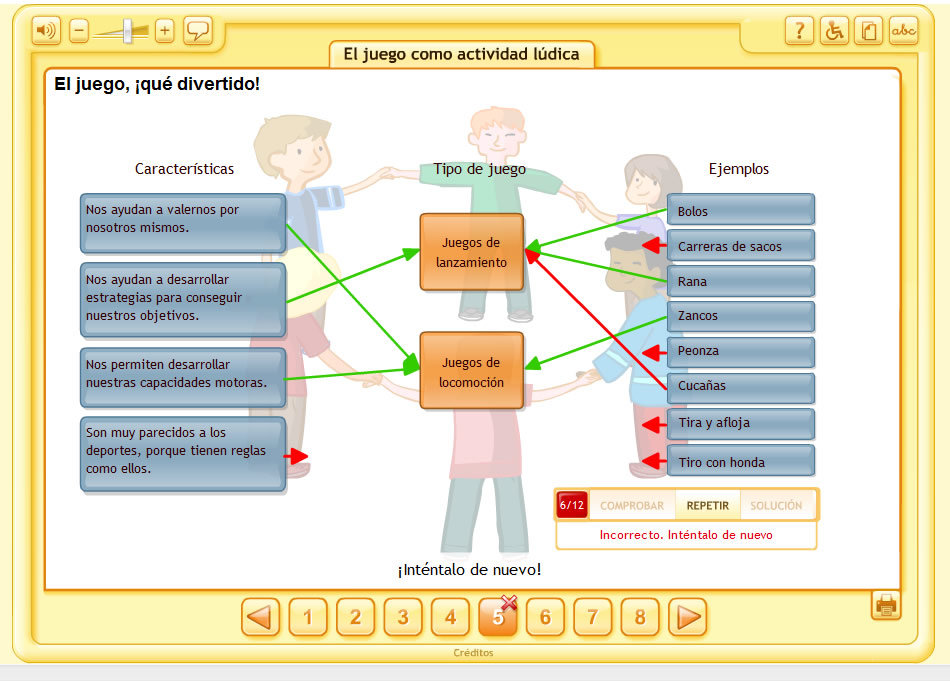 ?
abc
El juego como actividad lúdica
El juego, ¡qué divertido!
Características
Tipo de juego
Ejemplos
Nos ayudan a valernos por
nosotros mismos.
Nos ayudan a desarrollar
estrategias para conseguir
nuestros objetivos.
Nos permiten desarrollar
nuestras capacidades motoras.
Son muy parecidos a los
deportes, porque tienen reglas
como ellos.
Juegos de
lanzamiento
Juegos de
locomoción
Bolos
Carreras de sacos
Rana
Zancos
Peonza
Cucañas
Tira y afloja
Tiro con honda
6/12 COMPROBAR REPETIR SOLUCIÓN
Incorrecto. Inténtalo de nuevo
¡Inténtalo de nuevo!
1 2 3 4 5 6 7 8
Créditos